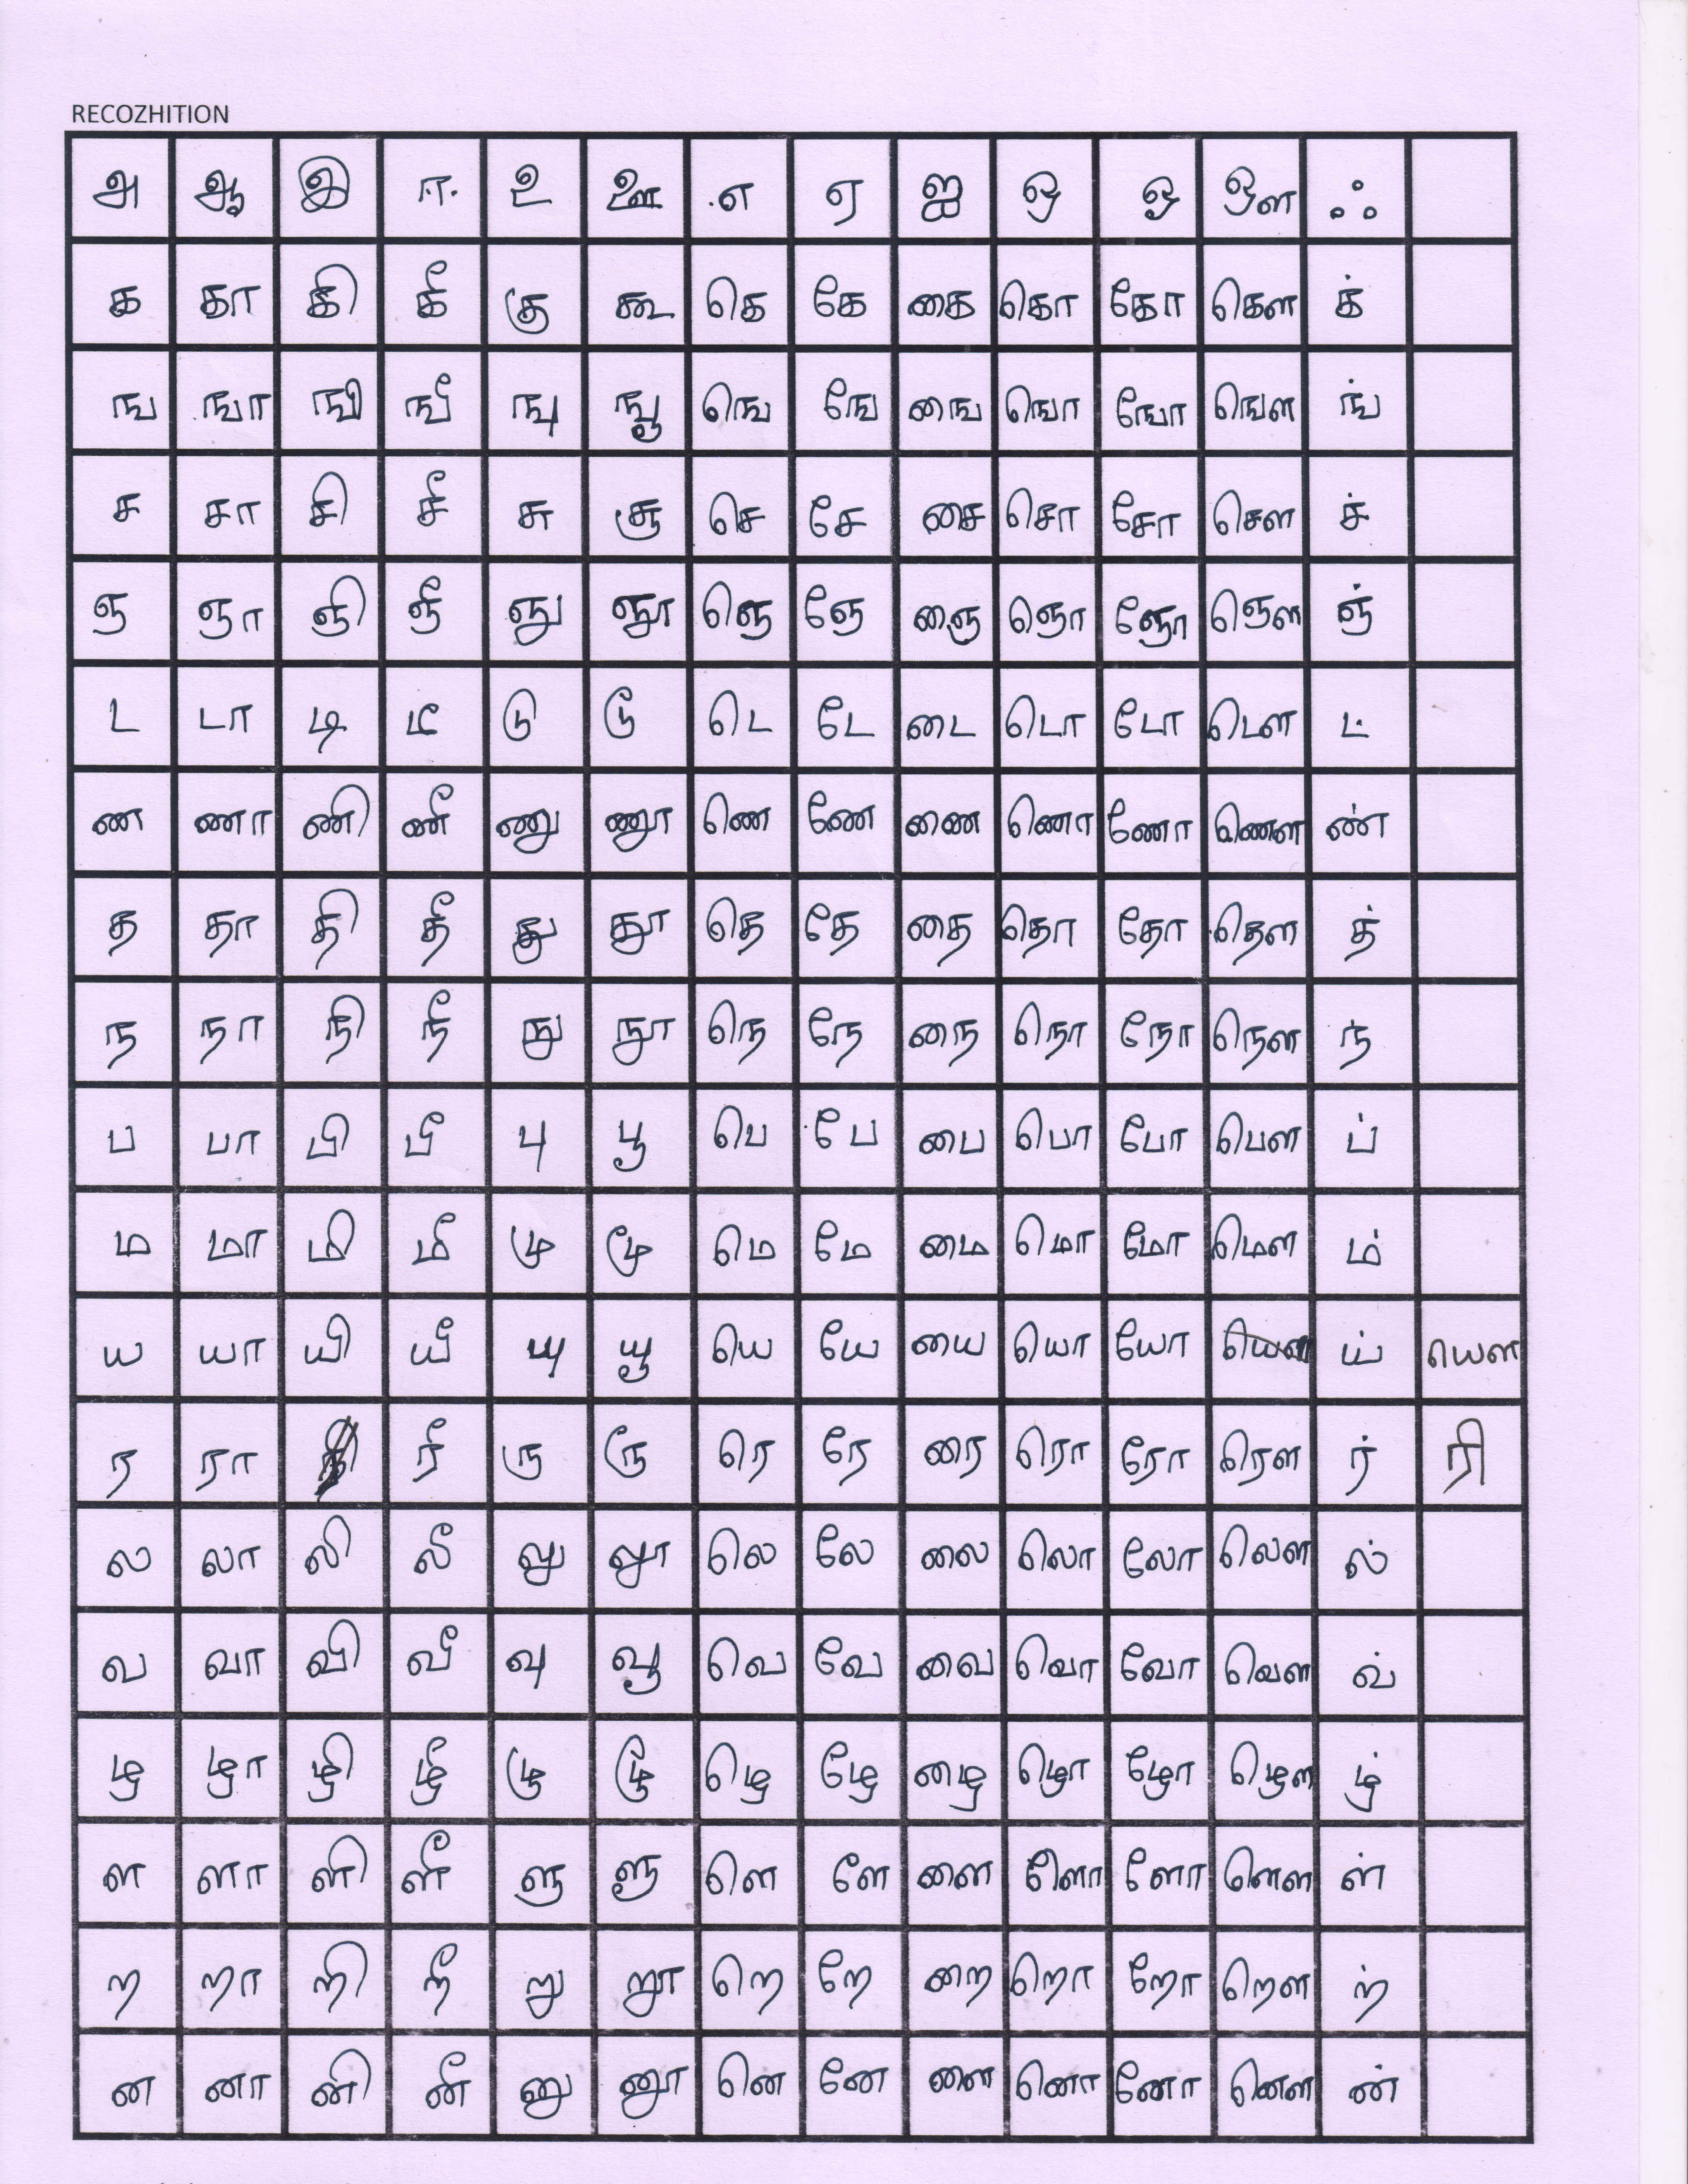 RECOZHITION
அ ஆ இ ஈ உ ஊ எ ஏ ஐ ஒ ஓ ஔ ஃ
க கா கி கீ கு கூ கெ கே கை கொ கோ கௌ க்
ங ஙா ஙி ஙீ ஙு ஙூ ஙெ ஙே ஙை ஙொ ஙோ ஙௌ ங்
ச சா சி சீ சு சூ செ சே சை சொ சோ சௌ ச்
ஞ ஞா ஞி ஞீ ஞு ஞூ ஞெ ஞே ஞை ஞொ ஞோ ஞௌ ஞ்
ட டா டி டீ டு டூ டெ டே டை டொ டோ டௌ ட்
ண ணா ணி ணீ ணு ணூ ணெ ணே ணை ணொ ணோ ணௌ ண்
த தா தி தீ து தூ தெ தே தை தொ தோ தௌ த்
ந நா நி நீ நு நூ நெ நே நை நொ நோ நௌ ந்
ப பா பி பீ பு பூ பெ பே பை பொ போ பௌ ப்
ம மா மி மீ மு மூ மெ மே மை மொ மோ மௌ ம்
ய யா யி யீ யு யூ யெ யே யை யொ யோ யௌ ய் யௌ
ர ரா ரீ ரு ரூ ரெ ரே ரை ரொ ரோ ரௌ ர் ரி
ல லா லி லீ லு லூ லெ லே லை லொ லோ லௌ ல்
வ வா வி வீ வு வூ வெ வே வை வொ வோ வௌ வ்
ழ ழா ழி ழீ ழு ழூ ழெ ழே ழை ழொ ழோ ழௌ ழ்
ள ளா ளி ளீ ளு ளூ ளெ ளே ளை ளொ ளோ ளௌ ள்
ற றா றி றீ று றூ றெ றே றை றொ றோ றௌ ற்
ன னா னி னீ னு னூ னெ னே னை னொ னோ னௌ ன்